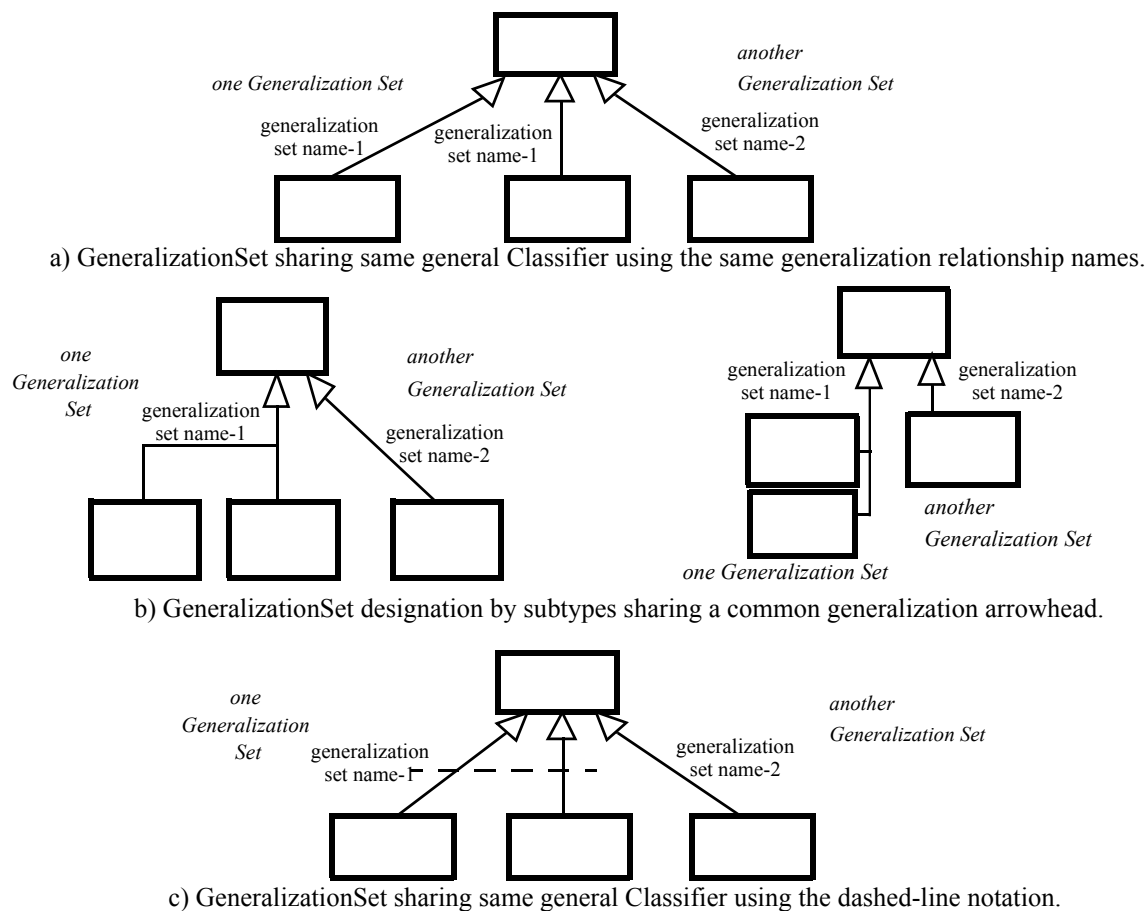 one Generalization Set
another
Generalization Set
generalization
set name-1
generalization
set name-1
generalization
set name-2
a) GeneralizationSet sharing same general Classifier using the same generalization relationship names.
one
Generalization
Set
another
Generalization Set
generalization
set name-1
generalization
set name-2
generalization
set name-1
generalization
set name-2
another
Generalization Set
one Generalization Set
b) GeneralizationSet designation by subtypes sharing a common generalization arrowhead.
one
Generalization
Set
another
Generalization Set
generalization
set name-1
generalization
set name-2
c) GeneralizationSet sharing same general Classifier using the dashed-line notation.